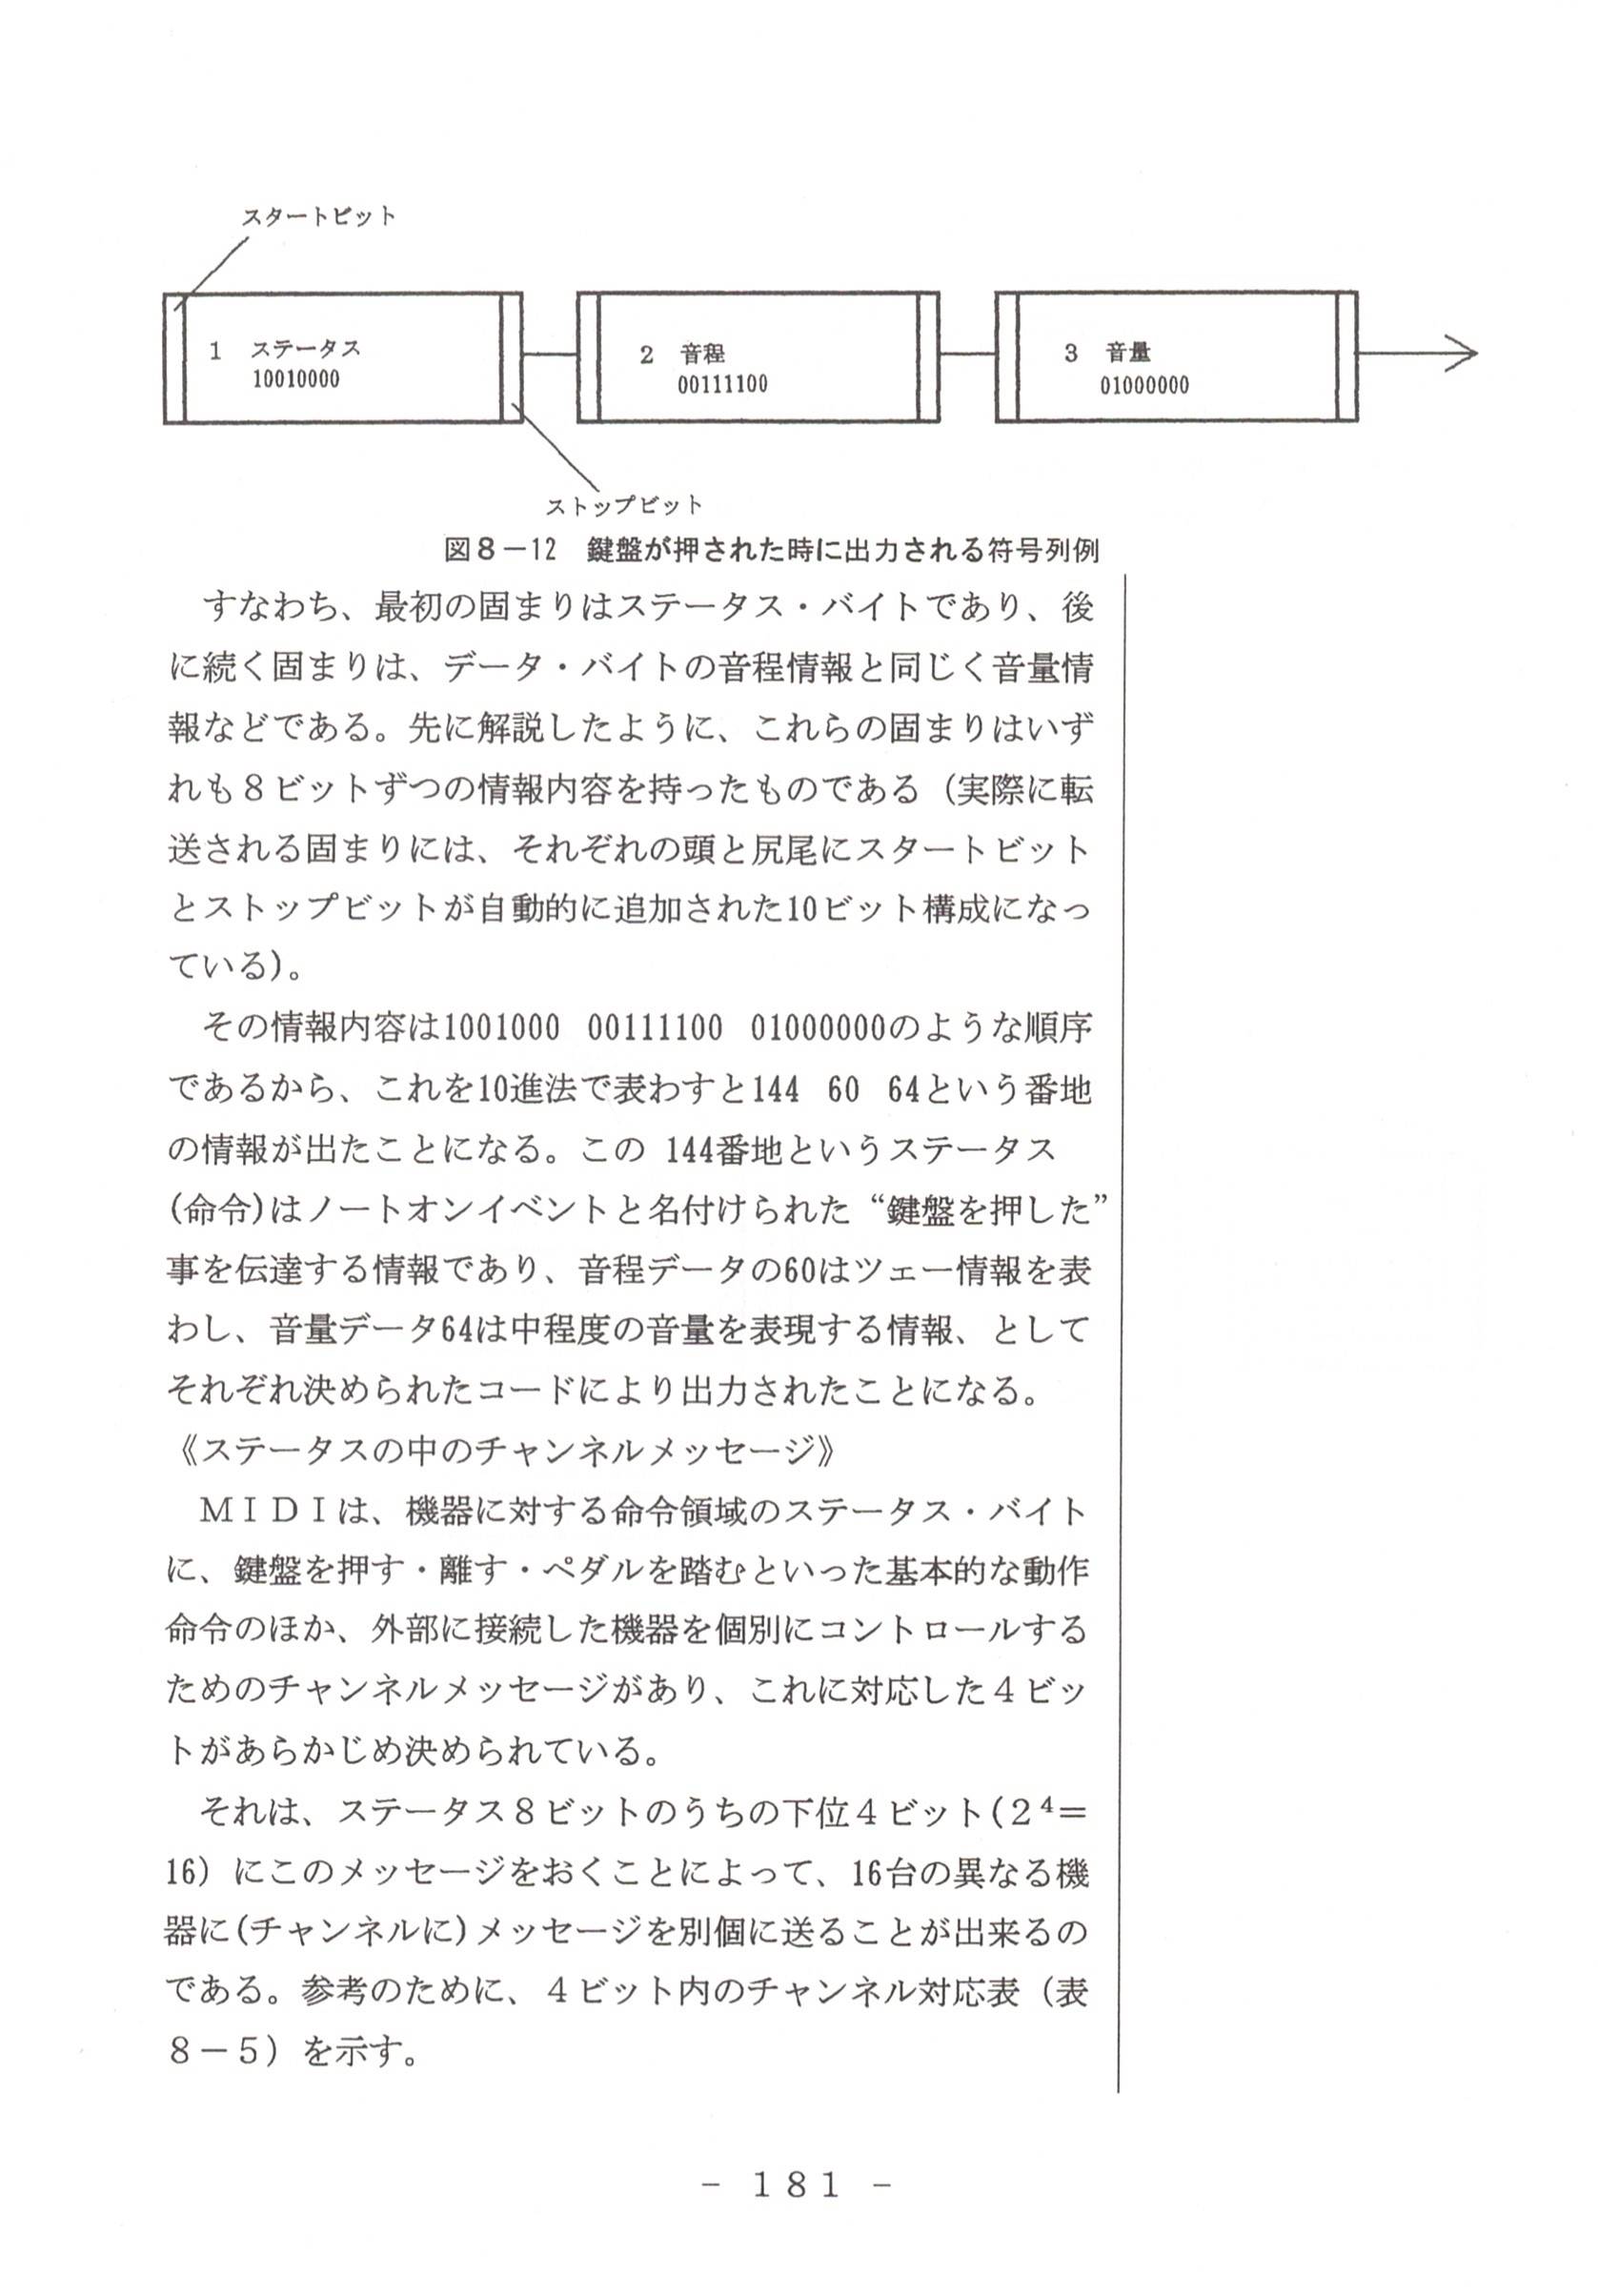 スタートビット
1 ステータス
10010000
2 音程
00111100
3 音量
01000000
ストップビット
図8－12 鍵盤が押された時に出力される符号列例
すなわち、最初の固まりはステータス・バイトであり、後
に続く固まりは、データ・バイトの音程情報と同じく音量情
報などである。先に解説したように、これらの固まりはいず
れも８ビットずつの情報内容を持ったものである（実際に転
送される固まりには、それぞれの頭と尻尾にスタートビット
とストップビットが自動的に追加された10ビット構成になっ
ている)。
その情報内容は1001000 00111100 01000000のような順序
であるから、これを10進法で表わすと144 60 64という番地
の情報が出たことになる。この 144番地というステータス
(命令)はノートオンイベントと名付けられた“鍵盤を押した”
事を伝達する情報であり、音程データの60はツェー情報を表
わし、音量データ64は中程度の音量を表現する情報、として
それぞれ決められたコードにより出力されたことになる。
《ステータスの中のチャンネルメッセージ》
ＭＩＤＩは、機器に対する命令領域のステータス・バイト
に、鍵盤を押す・離す・ペダルを踏むといった基本的な動作
命令のほか、外部に接続した機器を個別にコントロールする
ためのチャンネルメッセージがあり、これに対応した４ビッ
トがあらかじめ決められている。
それは、ステータス８ビットのうちの下位４ビット(２⁴＝
16）にこのメッセージをおくことによって、16台の異なる機
器に(チャンネルに)メッセージを別個に送ることが出来るの
である。参考のために、４ビット内のチャンネル対応表（表
８－５）を示す。
－ 181 －